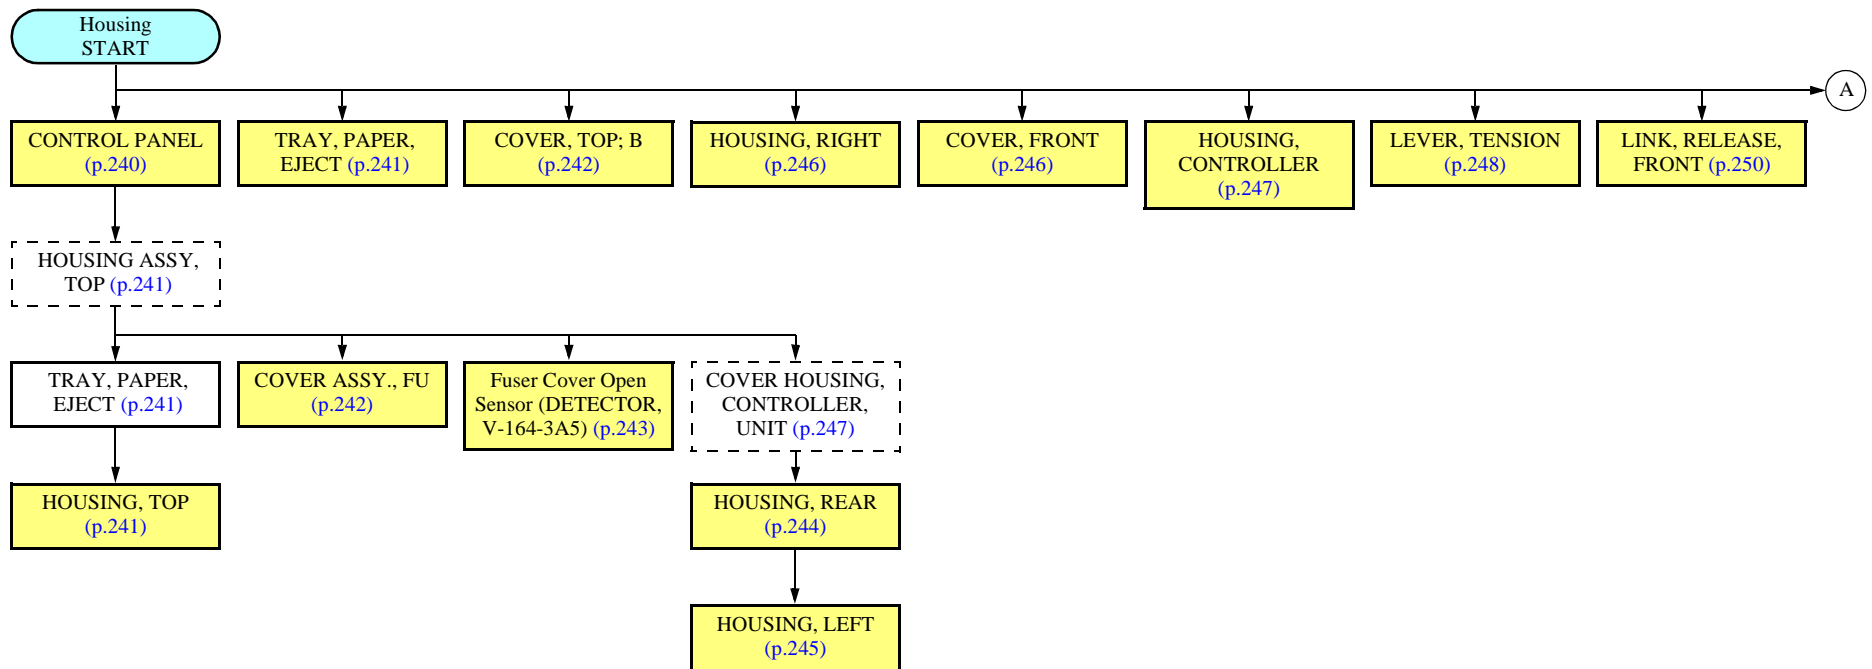 Housing
START
A
CONTROL PANEL
(p.240)
TRAY, PAPER,
EJECT (p.241)
COVER, TOP; B
(p.242)
HOUSING, RIGHT
(p.246)
COVER, FRONT
(p.246)
HOUSING,
CONTROLLER
(p.247)
LEVER, TENSION
(p.248)
LINK, RELEASE,
FRONT (p.250)
HOUSING ASSY,
TOP (p.241)
TRAY, PAPER,
EJECT (p.241)
COVER ASSY., FU
(p.242)
Fuser Cover Open
Sensor (DETECTOR,
V-164-3A5) (p.243)
COVER HOUSING,
CONTROLLER,
UNIT (p.247)
HOUSING, TOP
(p.241)
HOUSING, REAR
(p.244)
HOUSING, LEFT
(p.245)